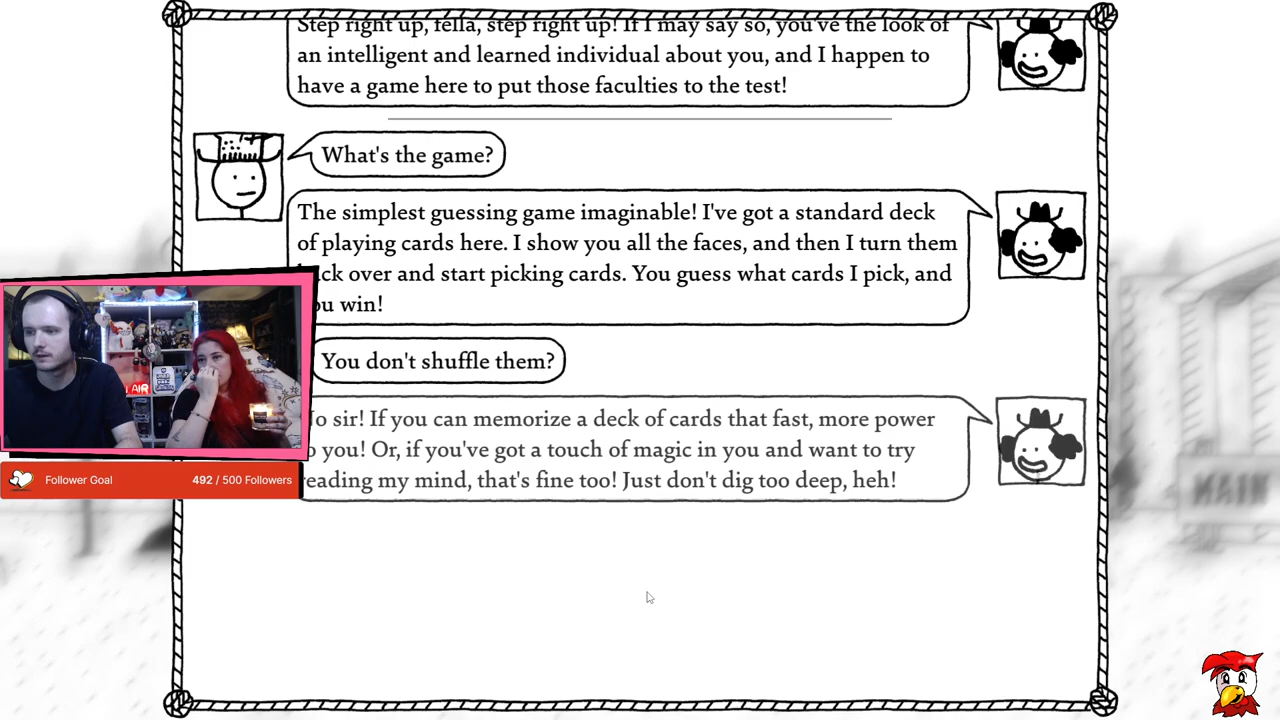 Step right up, fella, step right up! If I may say so, you've the look of
an intelligent and learned individual about you, and I happen to
have a game here to put those faculties to the test!
What's the game?
The simplest guessing game imaginable! I've got a standard deck
of playing cards here. I show you all the faces, and then I turn them
ck over and start picking cards. You guess what cards I pick, and
ou win!
You don't shuffle them?
No sir! If you can memorize a deck of cards that fast, more power
o you! Or, if you've got a touch of magic in you and want to try
reading my mind, that's fine too! Just don't dig too deep, heh!
AIR
Follower Goal
492 / 500 Followers
MAIN